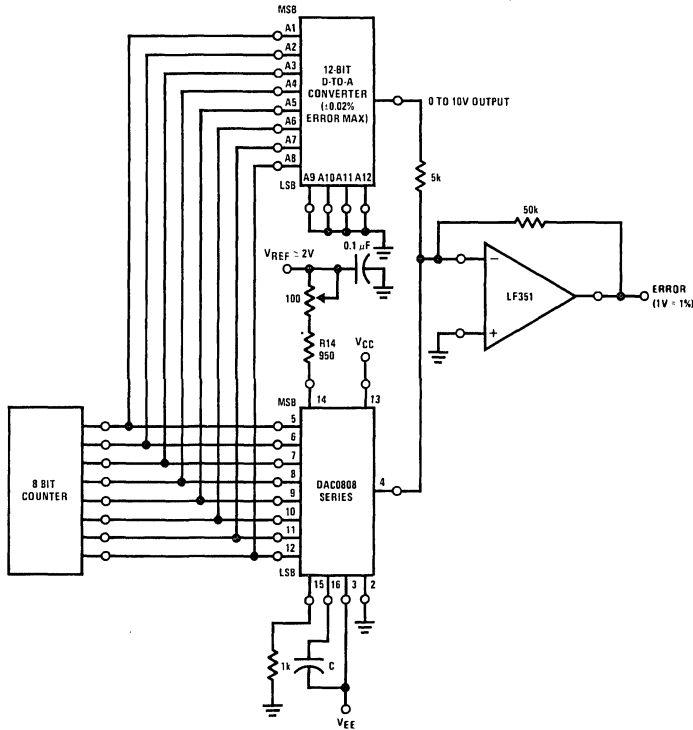 MSB
A1
A2
A3
A4
A5
A6
A7
A8
12-BIT
D-TO-A
CONVERTER
(±0.02%
ERROR MAX)
A9 A10 A11 A12
LSB
0 TO 10V OUTPUT
5k
50k
0.1 μF
VREF = 2V
100
R14
950
VCC
LF351
−
+
ERROR
(1V = 1%)
8 BIT
COUNTER
MSB
14
13
5
6
7
8
9
10
11
12
DAC0808
SERIES
4
LSB
15 16 3 2
1k
C
VEE